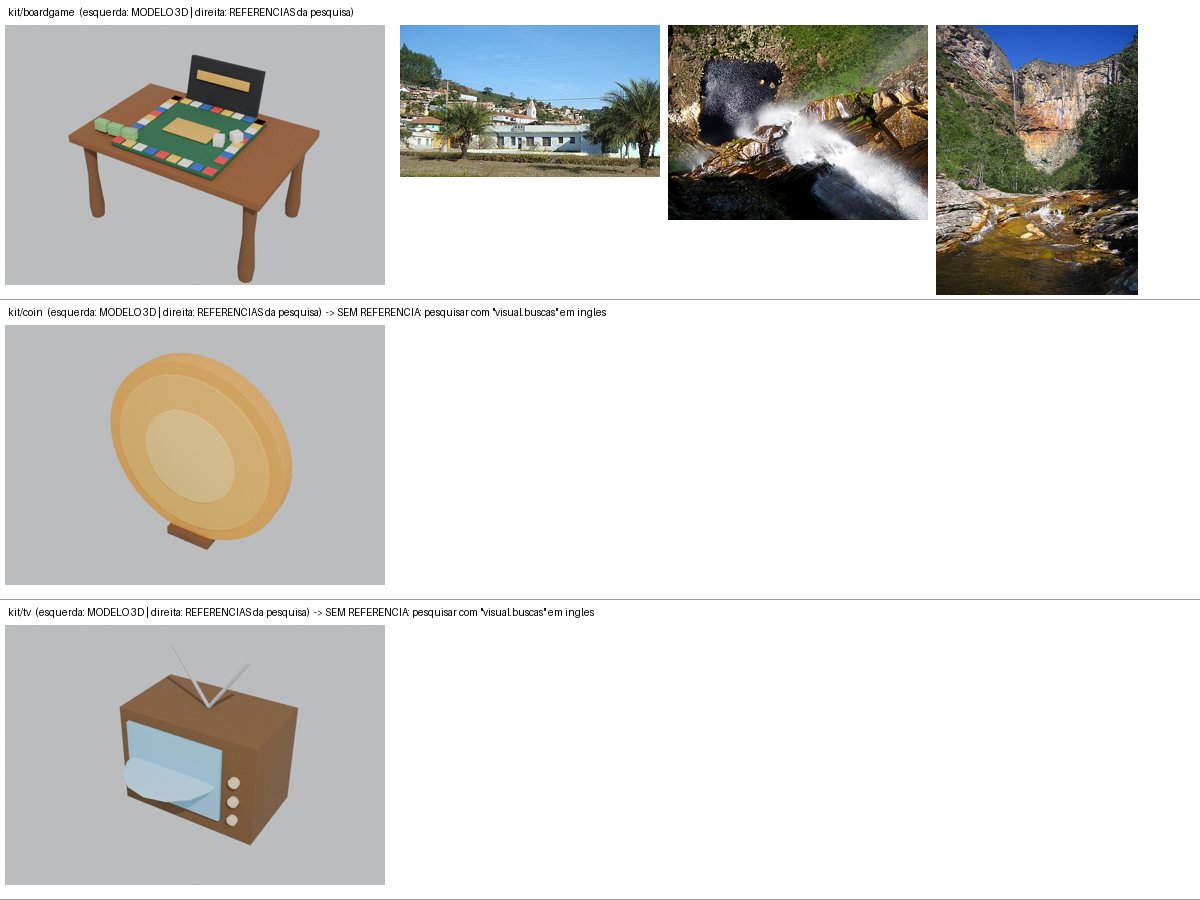 kit/boardgame (esquerda: MODELO 3D | direita: REFERENCIAS da pesquisa)
kit/coin (esquerda: MODELO 3D | direita: REFERENCIAS da pesquisa) -> SEM REFERENCIA: pesquisar com "visual.buscas" em ingles
kit/tv (esquerda: MODELO 3D | direita: REFERENCIAS da pesquisa) -> SEM REFERENCIA: pesquisar com "visual.buscas" em ingles